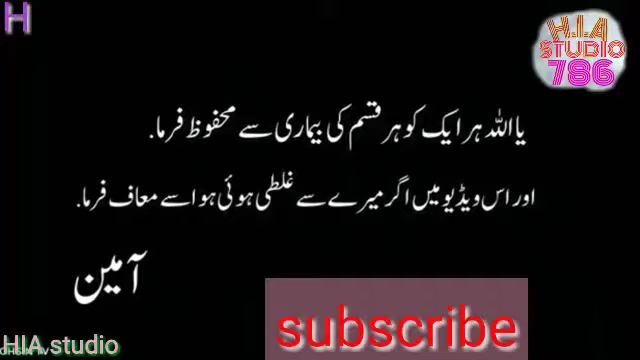 H
H.I.A
STUDIO
786
یا اللہ ہر ایک کو ہر قسم کی بیماری سے محفوظ فرما.
اور اس ویڈیو میں اگر میرے سے غلطی ہوئی ہو اسے معاف فرما.
آمین
subscribe
HIA.studio